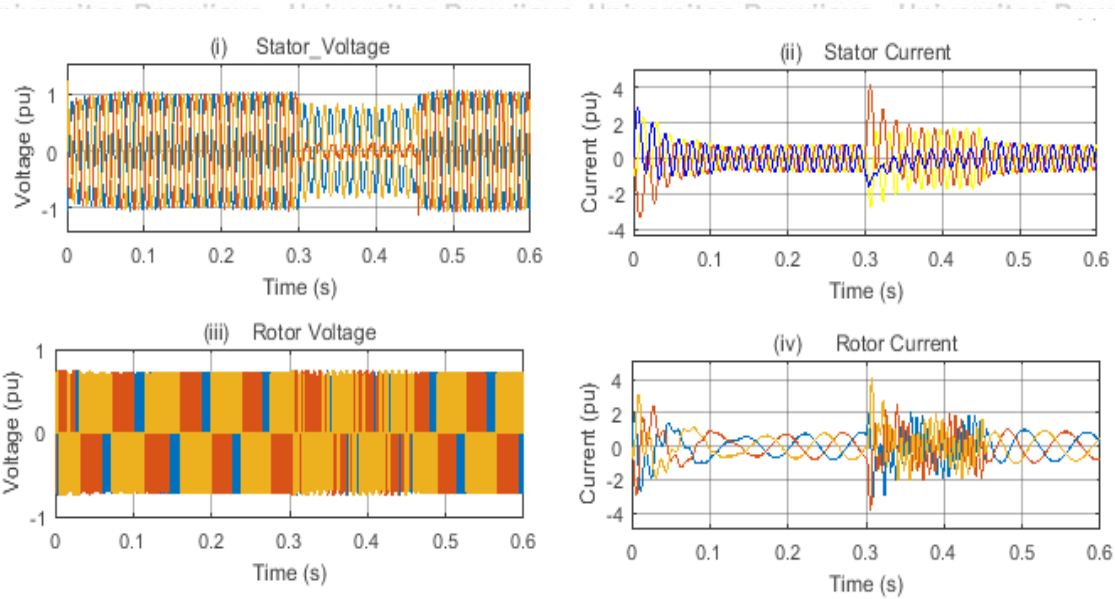 (i) Stator_Voltage
Voltage (pu)
1
0
-1
0 0.1 0.2 0.3 0.4 0.5 0.6
Time (s)
(ii) Stator Current
Current (pu)
4
2
0
-2
-4
0 0.1 0.2 0.3 0.4 0.5 0.6
Time (s)
(iii) Rotor Voltage
Voltage (pu)
1
0
-1
0 0.1 0.2 0.3 0.4 0.5 0.6
Time (s)
(iv) Rotor Current
Current (pu)
4
2
0
-2
-4
0 0.1 0.2 0.3 0.4 0.5 0.6
Time (s)